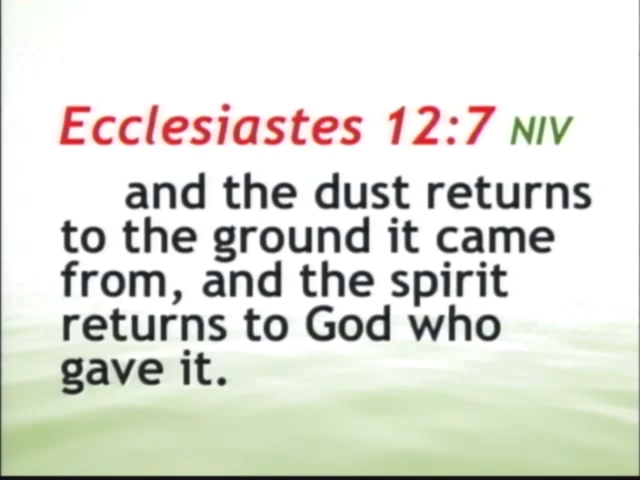 Ecclesiastes 12:7 NIV
and the dust returns
to the ground it came
from, and the spirit
returns to God who
gave it.